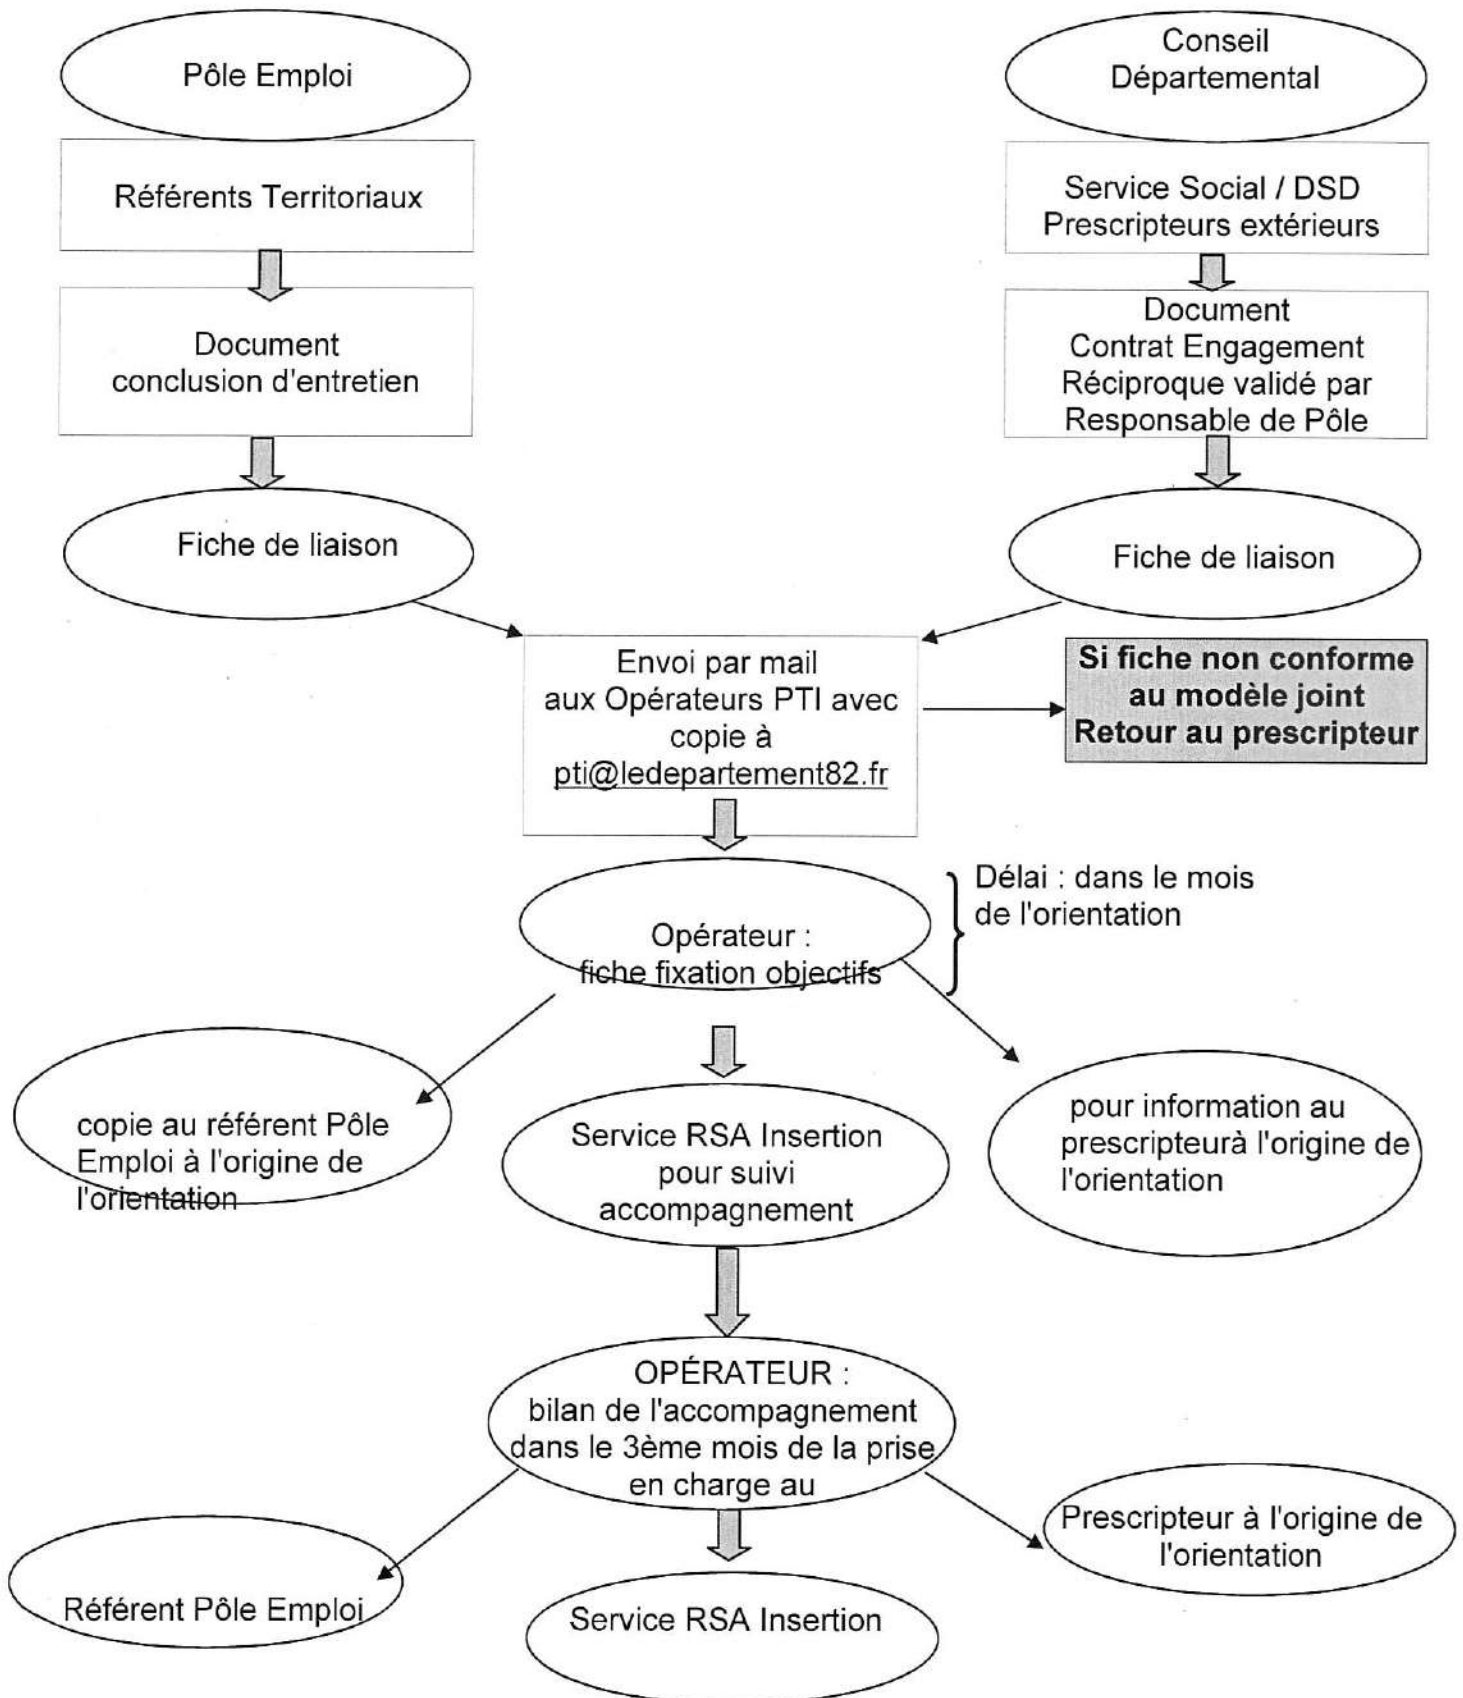 Pôle Emploi
Conseil
Départemental
Référents Territoriaux
Service Social / DSD
Prescripteurs extérieurs
Document
conclusion d'entretien
Document
Contrat Engagement
Réciproque validé par
Responsable de Pôle
Fiche de liaison
Fiche de liaison
Envoi par mail
aux Opérateurs PTI avec
copie à
pti@ledepartement82.fr
Si fiche non conforme
au modèle joint
Retour au prescripteur
Opérateur :
fiche fixation objectifs
Délai : dans le mois
de l'orientation
copie au référent Pôle
Emploi à l'origine de
l'orientation
Service RSA Insertion
pour suivi
accompagnement
pour information au
prescripteurà l'origine de
l'orientation
OPÉRATEUR :
bilan de l'accompagnement
dans le 3ème mois de la prise
en charge au
Référent Pôle Emploi
Service RSA Insertion
Prescripteur à l'origine de
l'orientation